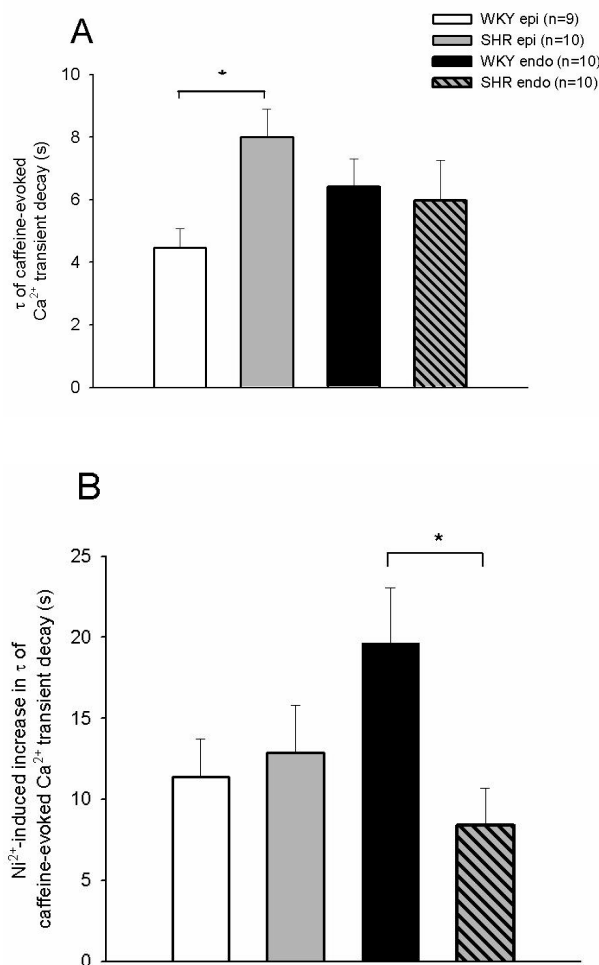 A
WKY epi (n=9)
SHR epi (n=10)
WKY endo (n=10)
SHR endo (n=10)
τ of caffeine-evoked
Ca²⁺ transient decay (s)
10
8
6
4
2
0
*
B
Ni²⁺-induced increase in τ of
caffeine-evoked Ca²⁺ transient decay (s)
25
20
15
10
5
0
*